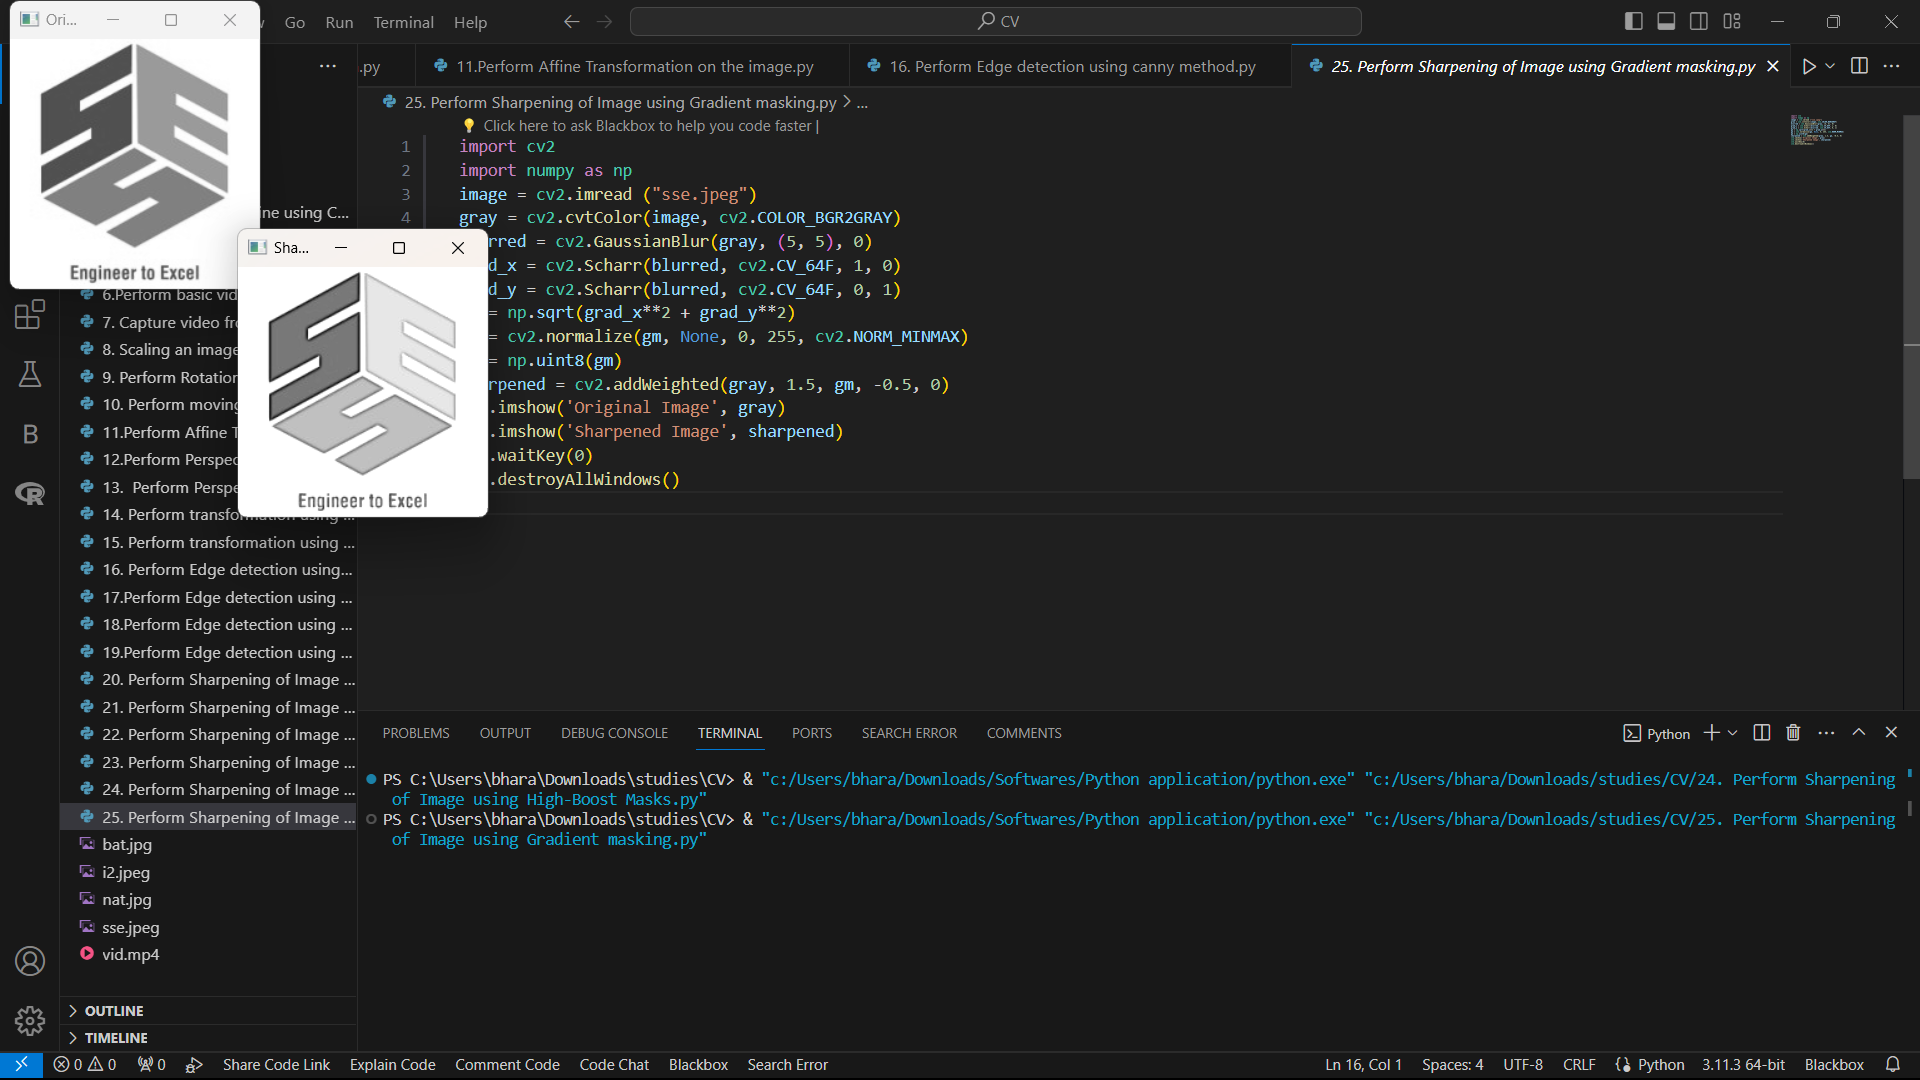 Ori...
Go Run Terminal Help
CV
.py
11.Perform Affine Transformation on the image.py
16. Perform Edge detection using canny method.py
25. Perform Sharpening of Image using Gradient masking.py
25. Perform Sharpening of Image using Gradient masking.py > ...
Click here to ask Blackbox to help you code faster |
1 import cv2
2 import numpy as np
3 image = cv2.imread ("sse.jpeg")
4 gray = cv2.cvtColor(image, cv2.COLOR_BGR2GRAY)
rred = cv2.GaussianBlur(gray, (5, 5), 0)
d_x = cv2.Scharr(blurred, cv2.CV_64F, 1, 0)
d_y = cv2.Scharr(blurred, cv2.CV_64F, 0, 1)
= np.sqrt(grad_x**2 + grad_y**2)
= cv2.normalize(gm, None, 0, 255, cv2.NORM_MINMAX)
= np.uint8(gm)
rpened = cv2.addWeighted(gray, 1.5, gm, -0.5, 0)
.imshow('Original Image', gray)
.imshow('Sharpened Image', sharpened)
.waitKey(0)
.destroyAllWindows()
SES
Engineer to Excel
Sha...
SES
Engineer to Excel
ine using C...
6.Perform basic vid
7. Capture video fr
8. Scaling an image
9. Perform Rotation
10. Perform moving
11.Perform Affine T
12.Perform Perspec
13. Perform Perspe
14. Perform transformation using ...
15. Perform transformation using ...
16. Perform Edge detection using...
17.Perform Edge detection using ...
18.Perform Edge detection using ...
19.Perform Edge detection using ...
20. Perform Sharpening of Image ...
21. Perform Sharpening of Image ...
22. Perform Sharpening of Image ...
23. Perform Sharpening of Image ...
24. Perform Sharpening of Image ...
25. Perform Sharpening of Image ...
bat.jpg
i2.jpeg
nat.jpg
sse.jpeg
vid.mp4
OUTLINE
TIMELINE
B
R
PROBLEMS OUTPUT DEBUG CONSOLE TERMINAL PORTS SEARCH ERROR COMMENTS
Python
PS C:\Users\bhara\Downloads\studies\CV> & "c:/Users/bhara/Downloads/Softwares/Python application/python.exe" "c:/Users/bhara/Downloads/studies/CV/24. Perform Sharpening
of Image using High-Boost Masks.py"
PS C:\Users\bhara\Downloads\studies\CV> & "c:/Users/bhara/Downloads/Softwares/Python application/python.exe" "c:/Users/bhara/Downloads/studies/CV/25. Perform Sharpening
of Image using Gradient masking.py"
0 0 0 Share Code Link Explain Code Comment Code Code Chat Blackbox Search Error
Ln 16, Col 1 Spaces: 4 UTF-8 CRLF Python 3.11.3 64-bit Blackbox